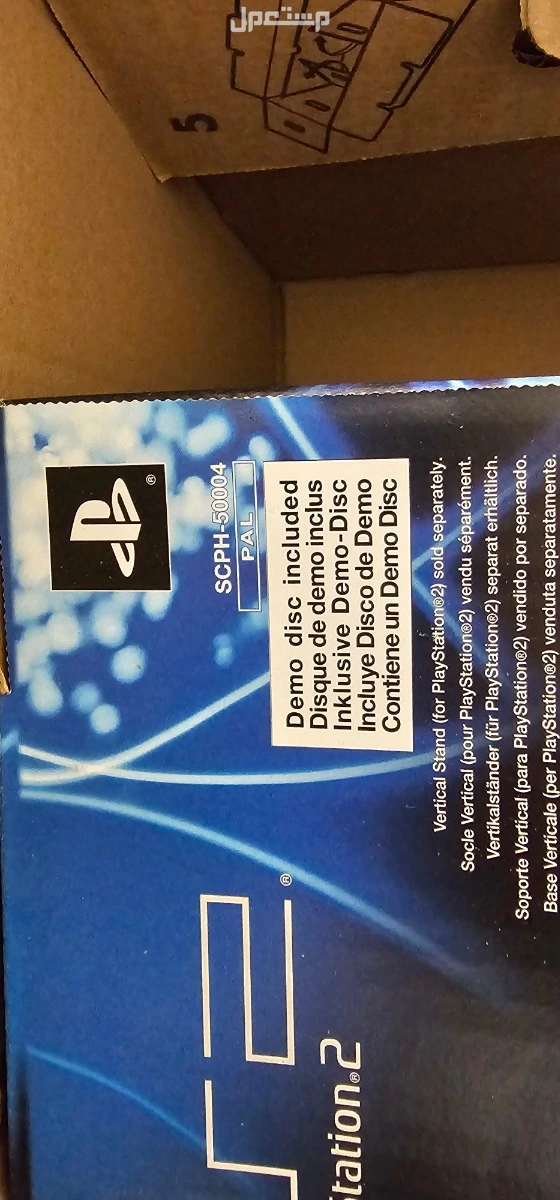 مستعمل
5
SCPH-50004
PAL
Demo disc included
Disque de demo inclus
Inklusive Demo-Disc
Incluye Disco de Demo
Contiene un Demo Disc
Vertical Stand (for PlayStation®2) sold separately.
Socle Vertical (pour PlayStation®2) vendu séparément.
Vertikalständer (für PlayStation®2) separat erhältlich.
Soporte Vertical (para PlayStation®2) vendido por separado.
Base Verticale (per PlayStation®2) venduta separatamente.
S2®
tation®2